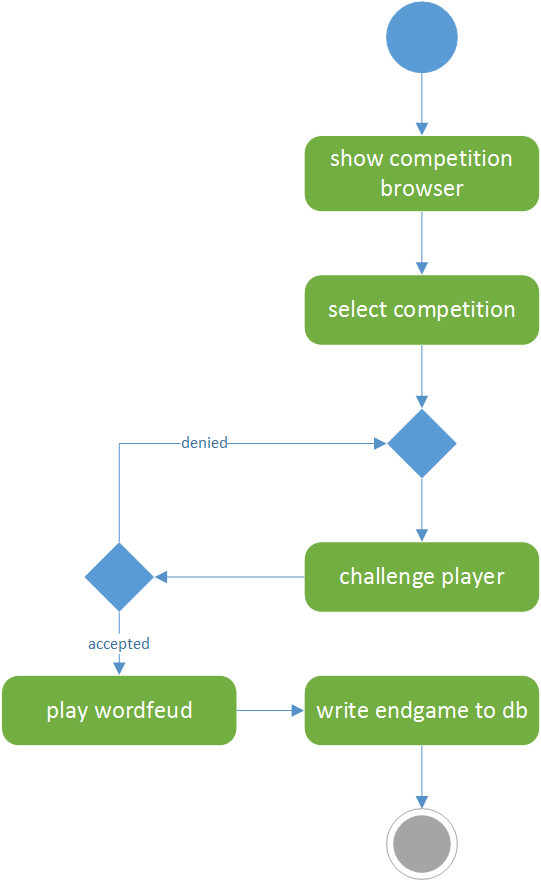 show competition
browser
select competition
denied
challenge player
accepted
play wordfeud
write endgame to db